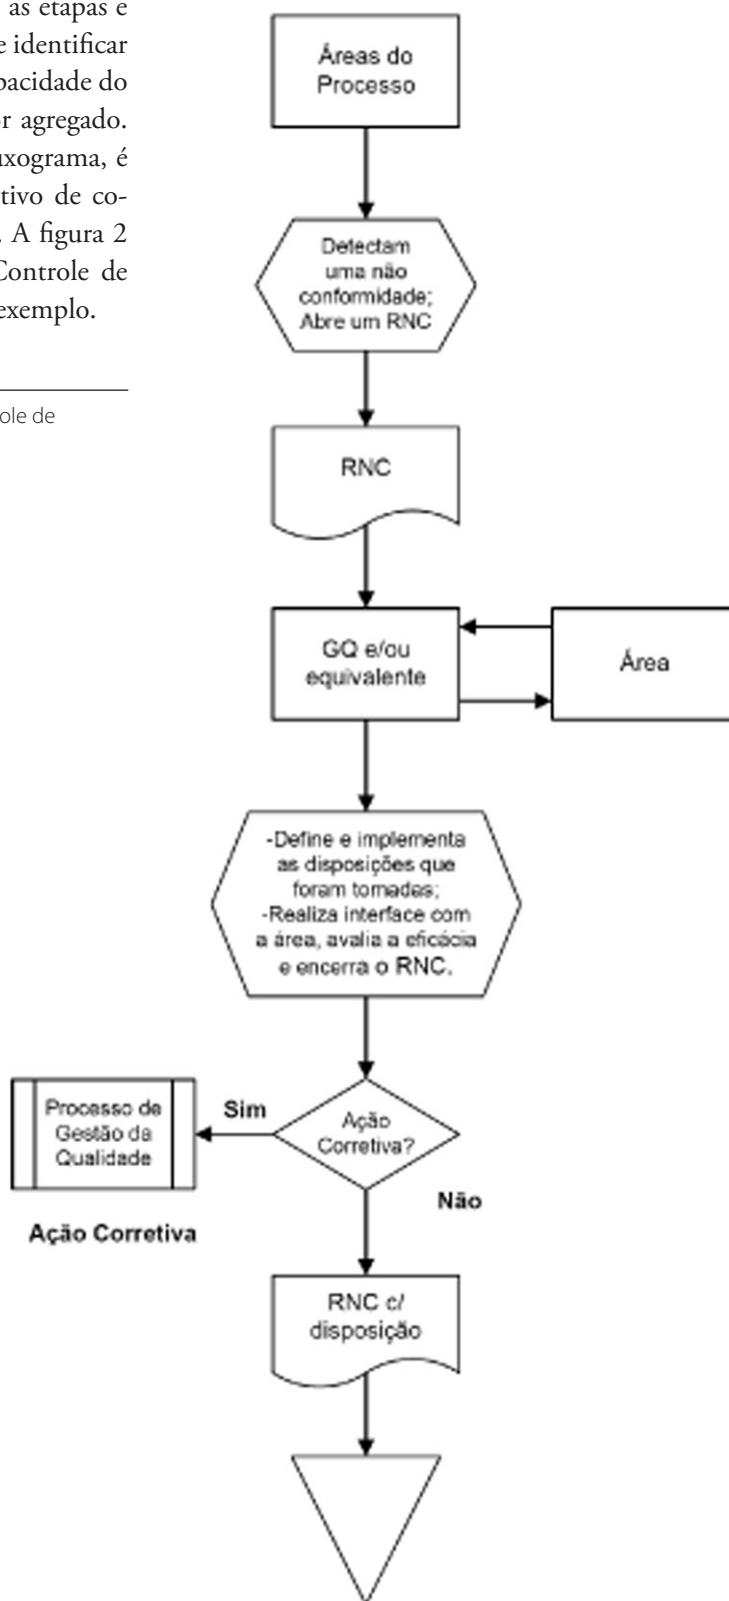 as etapas e
e identificar
pacidade do
r agregado.
uxograma, é
tivo de co-
. A figura 2
Controle de
exemplo.
ole de
Áreas do
Processo
Detectam
uma não
conformidade;
Abre um RNC
RNC
GQ e/ou
equivalente
Área
-Define e implementa
as disposições que
foram tomadas;
-Realiza interface com
a área, avalia a eficácia
e encerra o RNC.
Ação
Corretiva?
Sim
Processo de
Gestão da
Qualidade
Ação Corretiva
Não
RNC c/
disposição